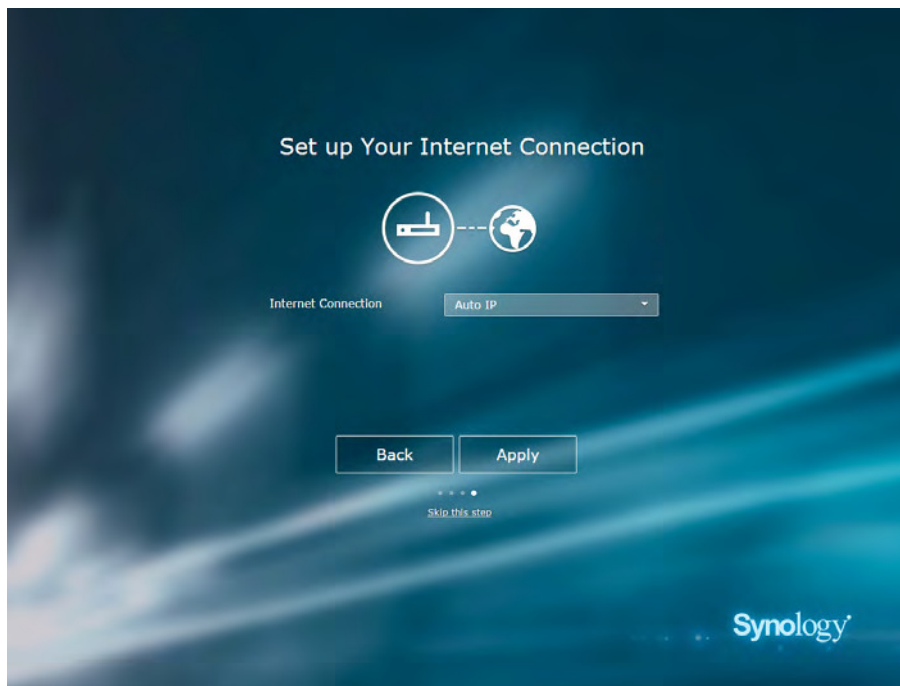 Set up Your Internet Connection
Internet Connection
Auto IP
Back
Apply
Skip this step
Synology